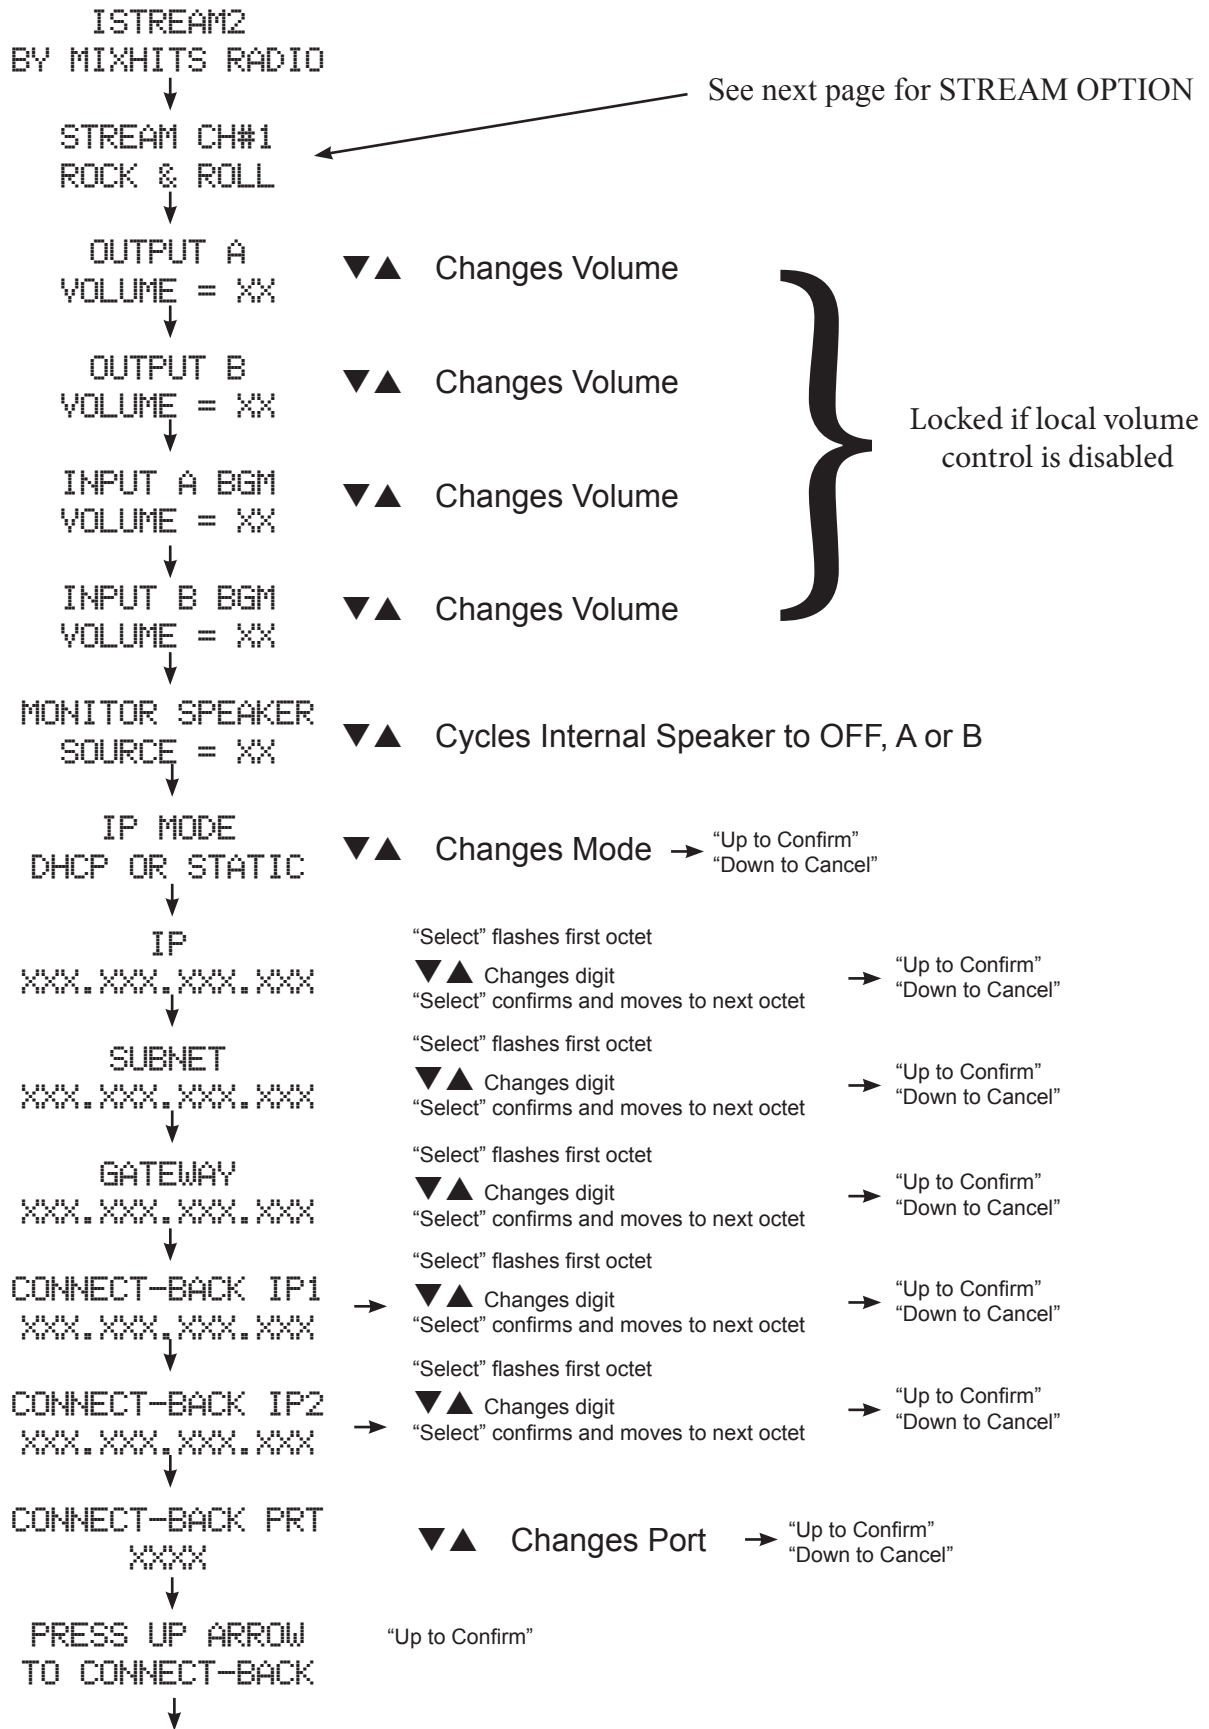 ISTREAM2
BY MIXHITS RADIO
See next page for STREAM OPTION
STREAM CH#1
ROCK & ROLL
OUTPUT A
VOLUME = XX
▼▲ Changes Volume
OUTPUT B
VOLUME = XX
▼▲ Changes Volume
Locked if local volume
control is disabled
INPUT A BGM
VOLUME = XX
▼▲ Changes Volume
INPUT B BGM
VOLUME = XX
▼▲ Changes Volume
MONITOR SPEAKER
SOURCE = XX
▼▲ Cycles Internal Speaker to OFF, A or B
IP MODE
DHCP OR STATIC
▼▲ Changes Mode
“Up to Confirm”
“Down to Cancel”
IP
XXX.XXX.XXX.XXX
“Select” flashes first octet
▼▲ Changes digit
“Select” confirms and moves to next octet
“Up to Confirm”
“Down to Cancel”
SUBNET
XXX.XXX.XXX.XXX
“Select” flashes first octet
▼▲ Changes digit
“Select” confirms and moves to next octet
“Up to Confirm”
“Down to Cancel”
GATEWAY
XXX.XXX.XXX.XXX
“Select” flashes first octet
▼▲ Changes digit
“Select” confirms and moves to next octet
“Up to Confirm”
“Down to Cancel”
CONNECT-BACK IP1
XXX.XXX.XXX.XXX
“Select” flashes first octet
▼▲ Changes digit
“Select” confirms and moves to next octet
“Up to Confirm”
“Down to Cancel”
CONNECT-BACK IP2
XXX.XXX.XXX.XXX
“Select” flashes first octet
▼▲ Changes digit
“Select” confirms and moves to next octet
“Up to Confirm”
“Down to Cancel”
CONNECT-BACK PRT
XXXX
▼▲ Changes Port
“Up to Confirm”
“Down to Cancel”
PRESS UP ARROW
TO CONNECT-BACK
“Up to Confirm”